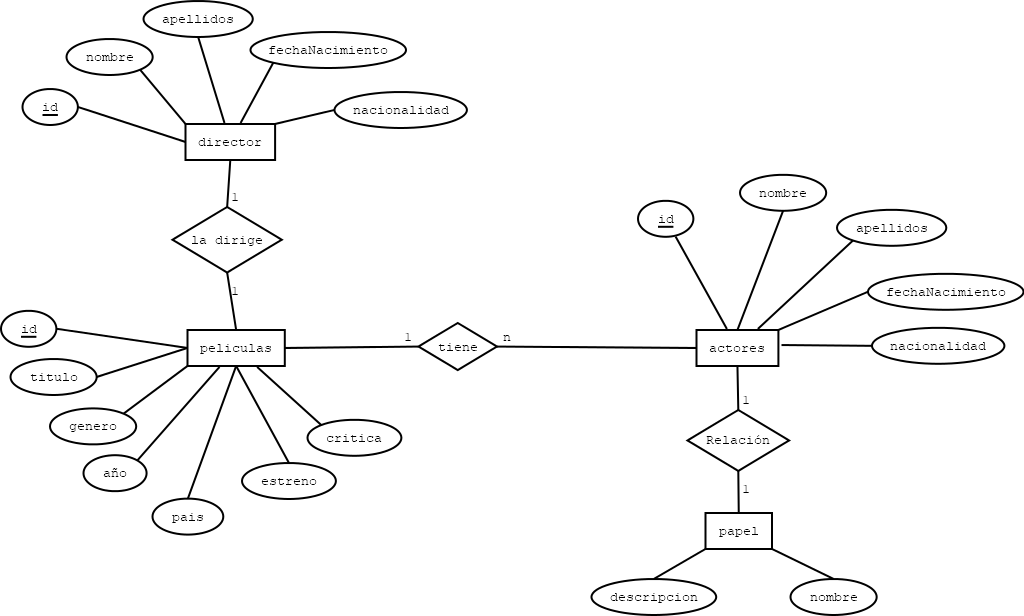 apellidos
nombre
fechaNacimiento
id
nacionalidad
director
1
la dirige
1
id
nombre
apellidos
fechaNacimiento
nacionalidad
id
titulo
genero
año
pais
estreno
critica
peliculas
1
tiene
n
actores
1
Relación
1
papel
descripcion
nombre